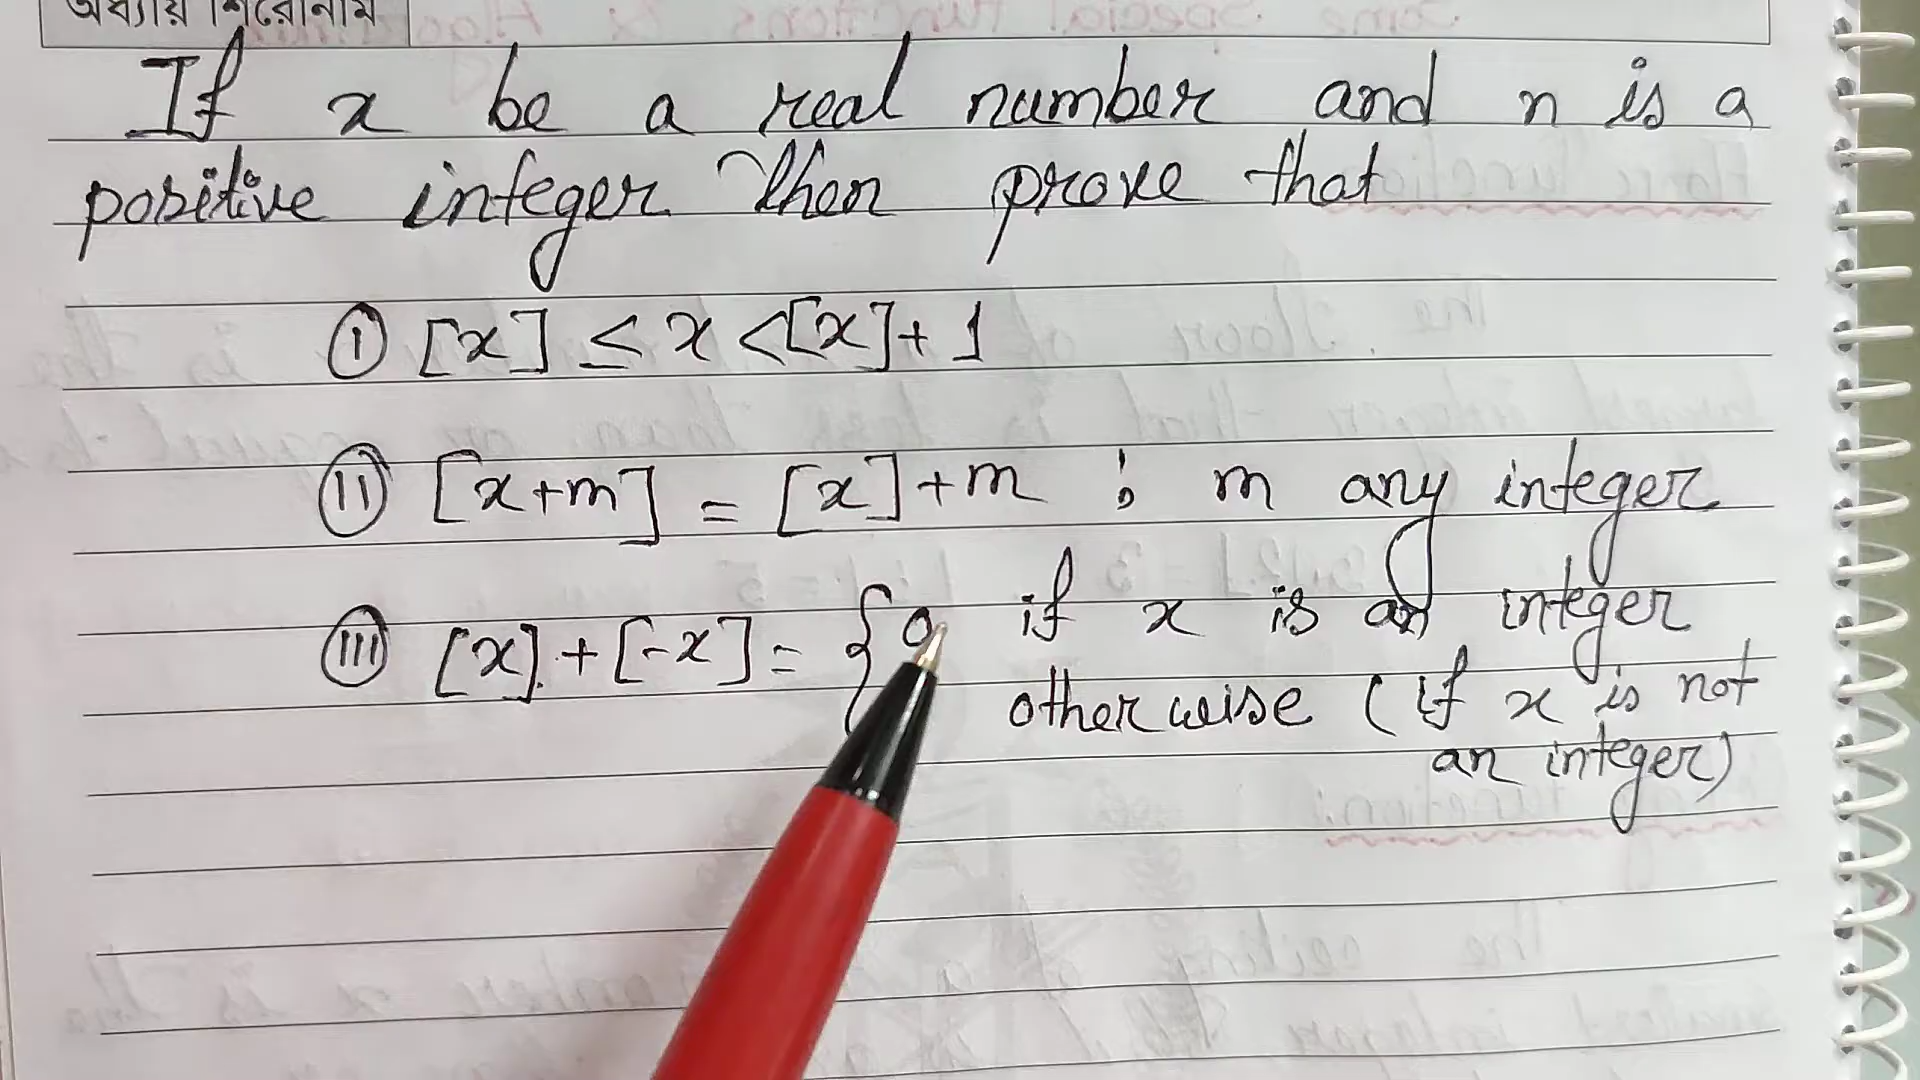 অধ্যায় শিরোনাম
If x be a real number and n is a
positive integer then prove that
(i) [x] ≤ x < [x] + 1
(ii) [x+m] = [x] + m ; m any integer
(iii) [x] + [-x] = { 0 if x is an integer
otherwise (if x is not
an integer)